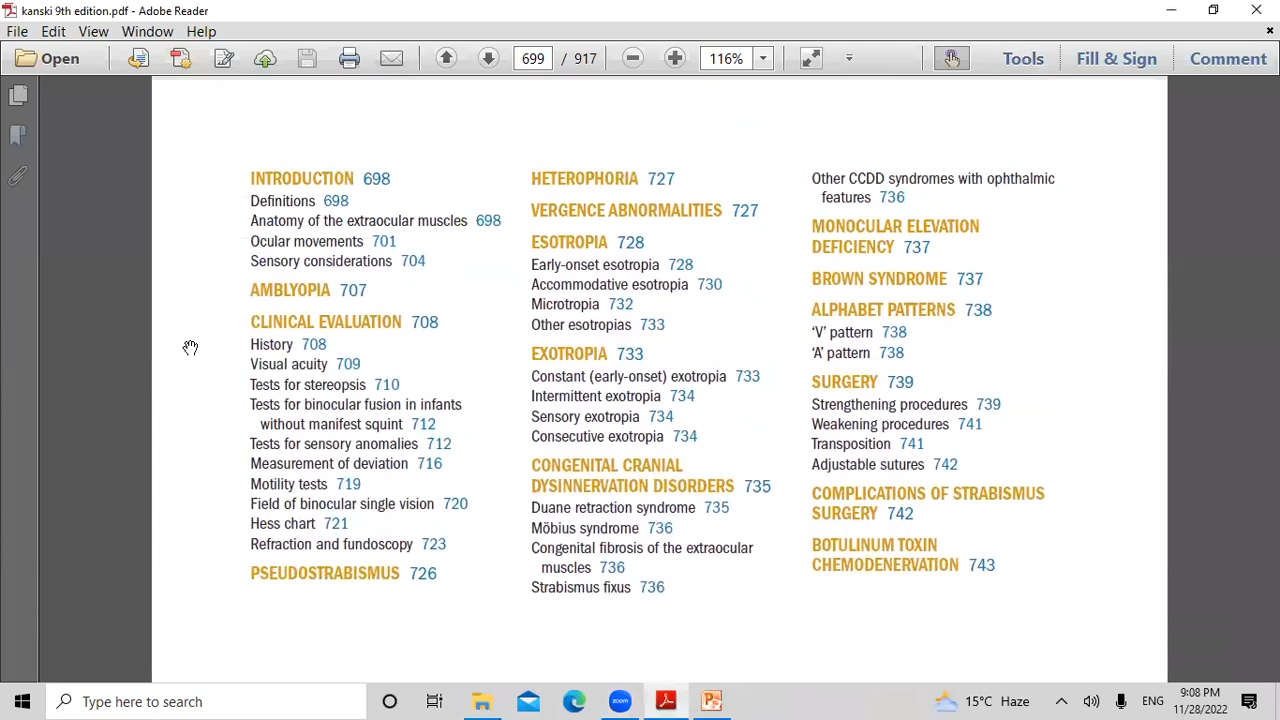 kanski 9th edition.pdf - Adobe Reader
File Edit View Window Help
Open 699 / 917 116% Tools Fill & Sign Comment
INTRODUCTION 698
Definitions 698
Anatomy of the extraocular muscles 698
Ocular movements 701
Sensory considerations 704
AMBLYOPIA 707
CLINICAL EVALUATION 708
History 708
Visual acuity 709
Tests for stereopsis 710
Tests for binocular fusion in infants
without manifest squint 712
Tests for sensory anomalies 712
Measurement of deviation 716
Motility tests 719
Field of binocular single vision 720
Hess chart 721
Refraction and fundoscopy 723
PSEUDOSTRABISMUS 726
HETEROPHORIA 727
VERGENCE ABNORMALITIES 727
ESOTROPIA 728
Early-onset esotropia 728
Accommodative esotropia 730
Microtropia 732
Other esotropias 733
EXOTROPIA 733
Constant (early-onset) exotropia 733
Intermittent exotropia 734
Sensory exotropia 734
Consecutive exotropia 734
CONGENITAL CRANIAL
DYSINNERVATION DISORDERS 735
Duane retraction syndrome 735
Möbius syndrome 736
Congenital fibrosis of the extraocular
muscles 736
Strabismus fixus 736
Other CCDD syndromes with ophthalmic
features 736
MONOCULAR ELEVATION
DEFICIENCY 737
BROWN SYNDROME 737
ALPHABET PATTERNS 738
‘V’ pattern 738
‘A’ pattern 738
SURGERY 739
Strengthening procedures 739
Weakening procedures 741
Transposition 741
Adjustable sutures 742
COMPLICATIONS OF STRABISMUS
SURGERY 742
BOTULINUM TOXIN
CHEMODENERVATION 743
Type here to search zoom 15°C Haze ENG 9:08 PM
11/28/2022